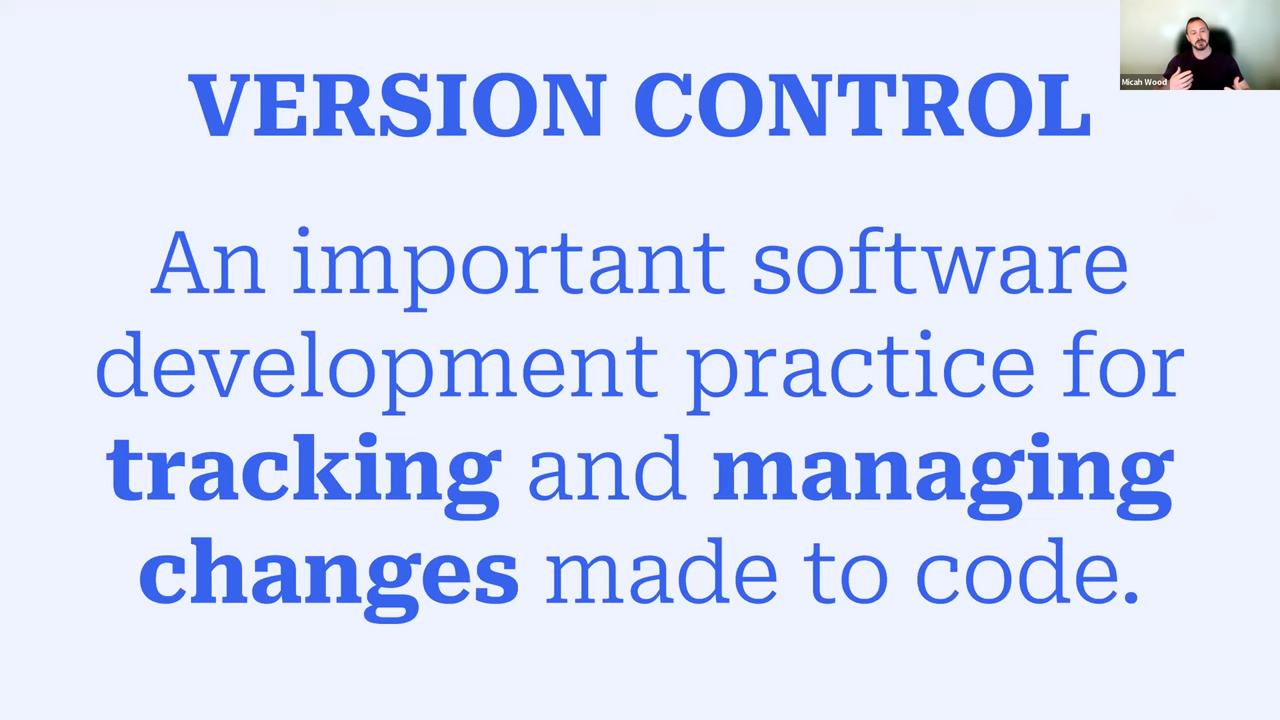 VERSION CONTROL
An important software
development practice for
tracking and managing
changes made to code.
Micah Wood